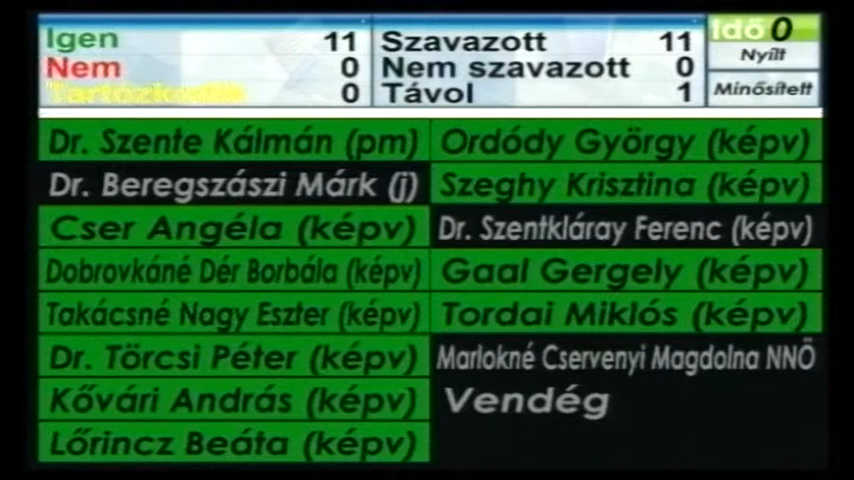 Igen 11
Nem 0
Tartózkodik 0
Szavazott 11
Nem szavazott 0
Távol 1
Idő 0
Nyílt
Minősített
Dr. Szente Kálmán (pm)
Dr. Beregszászi Márk (j)
Cser Angéla (képv)
Dobrovkáné Dér Borbála (képv)
Takácsné Nagy Eszter (képv)
Dr. Törcsi Péter (képv)
Kővári András (képv)
Lőrincz Beáta (képv)
Ordódy György (képv)
Szeghy Krisztina (képv)
Dr. Szentkláray Ferenc (képv)
Gaal Gergely (képv)
Tordai Miklós (képv)
Marlokné Cservenyi Magdolna NNÖ
Vendég